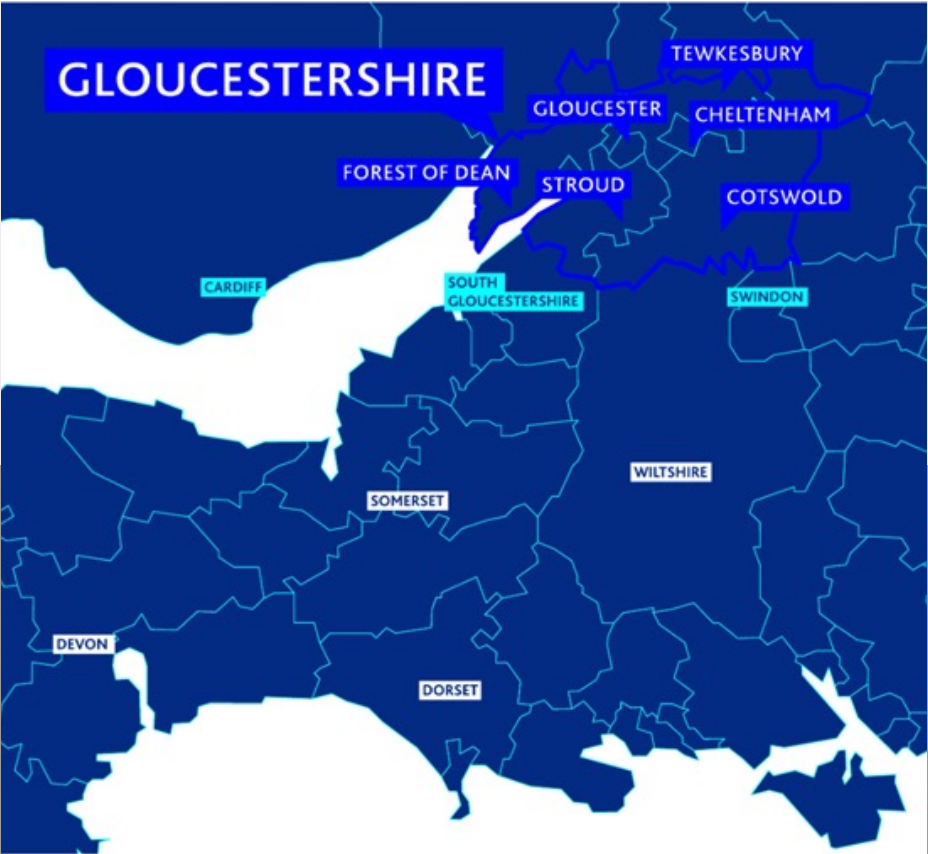 TEWKESBURY
GLOUCESTERSHIRE
GLOUCESTER
CHELTENHAM
FOREST OF DEAN
STROUD
COTSWOLD
CARDIFF
SOUTH
GLOUCESTERSHIRE
SWINDON
WILTSHIRE
SOMERSET
DEVON
DORSET